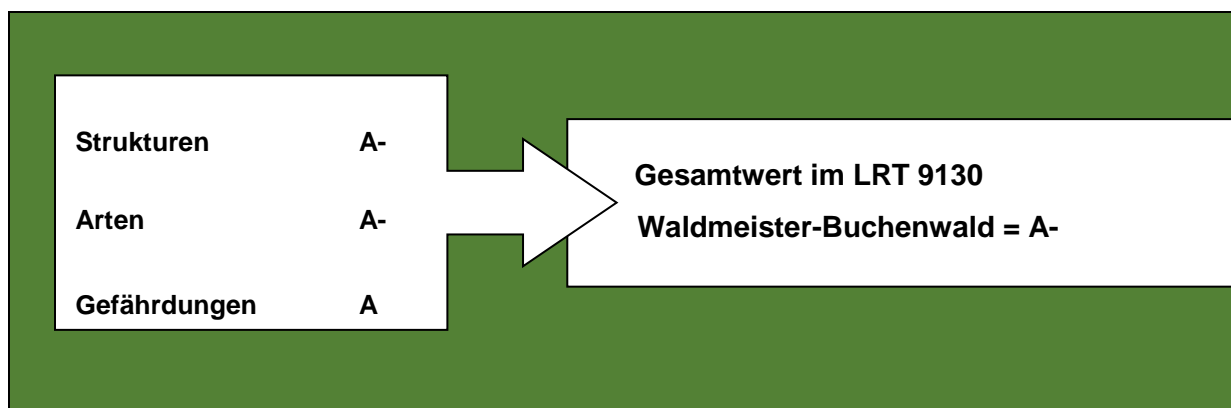 Strukturen A-
Arten A-
Gefährdungen A
Gesamtwert im LRT 9130
Waldmeister-Buchenwald = A-